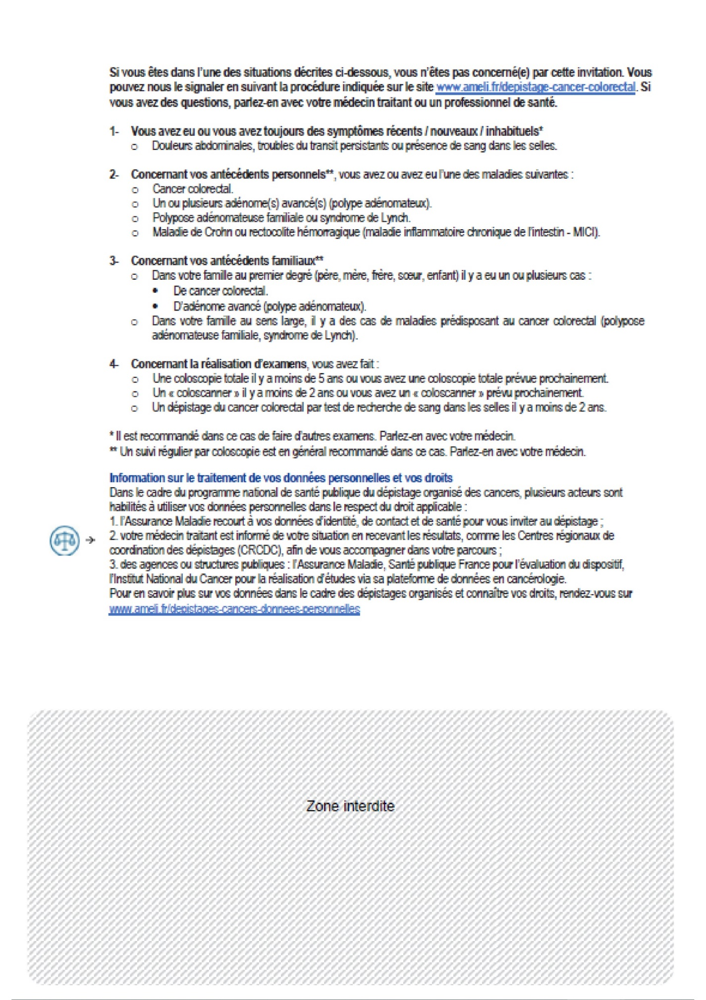 Si vous êtes dans l'une des situations décrites ci-dessous, vous n'êtes pas concerné(e) par cette invitation. Vous
pouvez nous le signaler en suivant la procédure indiquée sur le site www.ameli.fr/depistage-cancer-colorectal. Si
vous avez des questions, parlez-en avec votre médecin traitant ou un professionnel de santé.
1- Vous avez eu ou vous avez toujours des symptômes récents / nouveaux / inhabituels*
o Douleurs abdominales, troubles du transit persistants ou présence de sang dans les selles.
2- Concernant vos antécédents personnels**, vous avez ou avez eu l'une des maladies suivantes :
o Cancer colorectal.
o Un ou plusieurs adénome(s) avancé(s) (polype adénomateux).
o Polypose adénomateuse familiale ou syndrome de Lynch.
o Maladie de Crohn ou rectocolite hémorragique (maladie inflammatoire chronique de l'intestin - MICI).
3- Concernant vos antécédents familiaux**
o Dans votre famille au premier degré (père, mère, frère, sœur, enfant) il y a eu un ou plusieurs cas :
• De cancer colorectal.
• D'adénome avancé (polype adénomateux).
o Dans votre famille au sens large, il y a des cas de maladies prédisposant au cancer colorectal (polypose
adénomateuse familiale, syndrome de Lynch).
4- Concernant la réalisation d'examens, vous avez fait :
o Une coloscopie totale il y a moins de 5 ans ou vous avez une coloscopie totale prévue prochainement.
o Un « coloscanner » il y a moins de 2 ans ou vous avez un « coloscanner » prévu prochainement.
o Un dépistage du cancer colorectal par test de recherche de sang dans les selles il y a moins de 2 ans.
* Il est recommandé dans ce cas de faire d'autres examens. Parlez-en avec votre médecin.
** Un suivi régulier par coloscopie est en général recommandé dans ce cas. Parlez-en avec votre médecin.
Information sur le traitement de vos données personnelles et vos droits
Dans le cadre du programme national de santé publique du dépistage organisé des cancers, plusieurs acteurs sont
habilités à utiliser vos données personnelles dans le respect du droit applicable :
1. l'Assurance Maladie recourt à vos données d'identité, de contact et de santé pour vous inviter au dépistage ;
2. votre médecin traitant est informé de votre situation en recevant les résultats, comme les Centres régionaux de
coordination des dépistages (CRCDC), afin de vous accompagner dans votre parcours ;
3. des agences ou structures publiques : l'Assurance Maladie, Santé publique France pour l'évaluation du dispositif,
l'Institut National du Cancer pour la réalisation d'études via sa plateforme de données en cancérologie.
Pour en savoir plus sur vos données dans le cadre des dépistages organisés et connaître vos droits, rendez-vous sur
www.ameli.fr/depistages-cancers-donnees-personnelles
Zone interdite